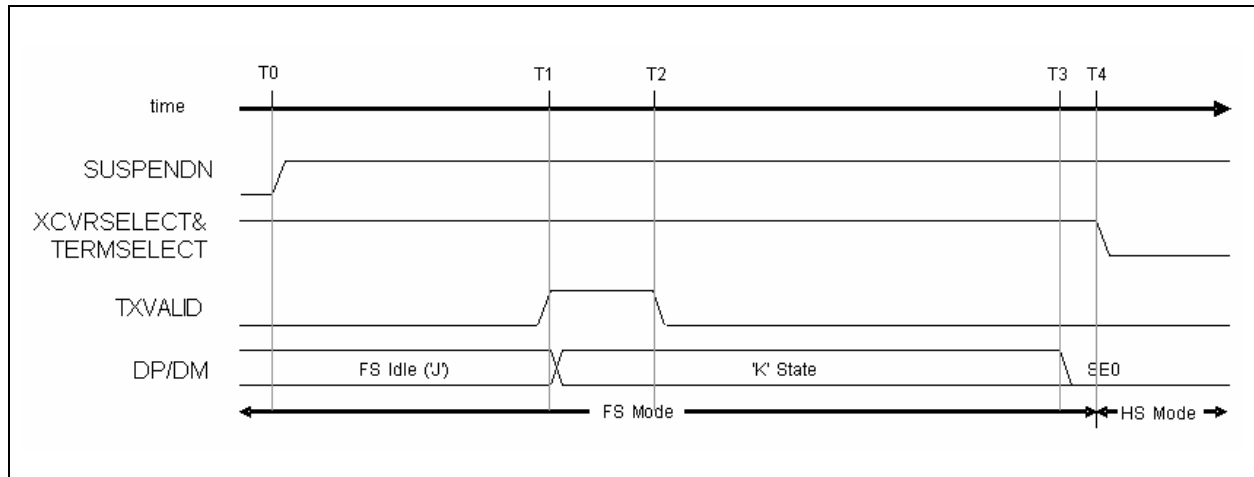 T0 T1 T2 T3 T4
time
SUSPENDN
XCVRSELECT&
TERMSELECT
TXVALID
DP/DM FS Idle ('J') 'K' State SE0
FS Mode HS Mode